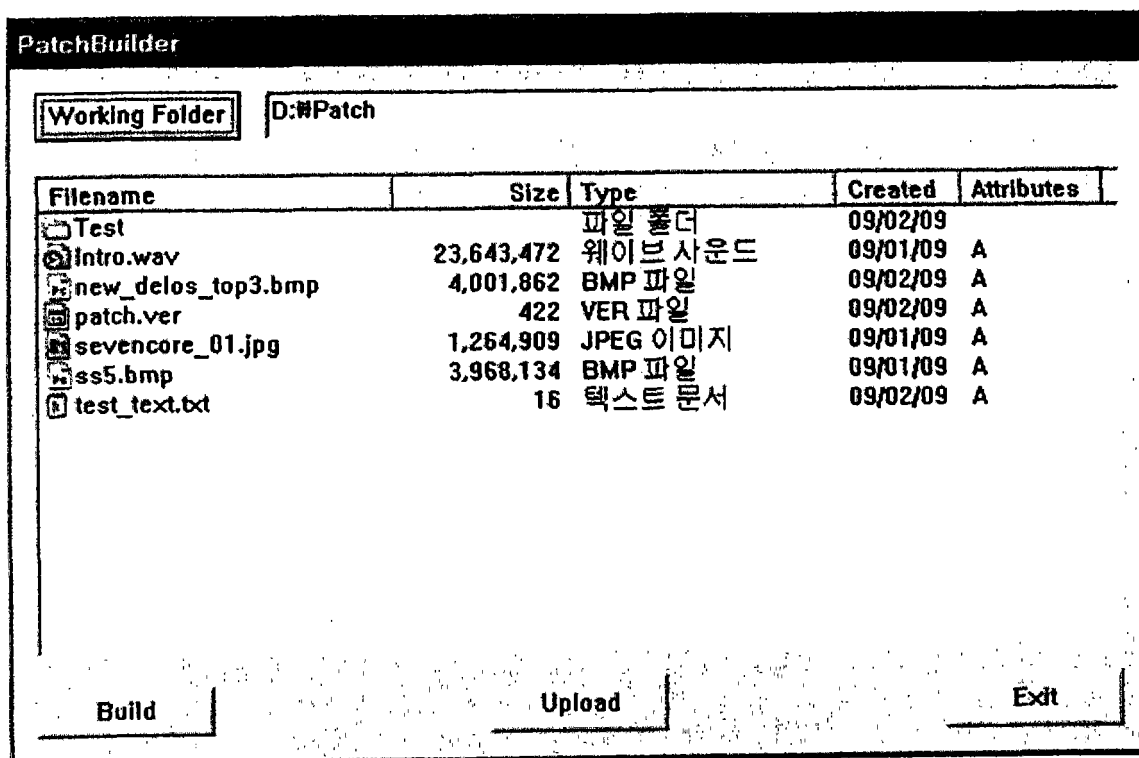 PatchBuilder
Working Folder D:₩Patch
Filename Size Type Created Attributes
Test 파일 폴더 09/02/09
Intro.wav 23,643,472 웨이브 사운드 09/01/09 A
new_delos_top3.bmp 4,001,862 BMP 파일 09/02/09 A
patch.ver 422 VER 파일 09/02/09 A
sevencore_01.jpg 1,264,909 JPEG 이미지 09/01/09 A
ss5.bmp 3,968,134 BMP 파일 09/01/09 A
test_text.txt 16 텍스트 문서 09/02/09 A
Build Upload Exit